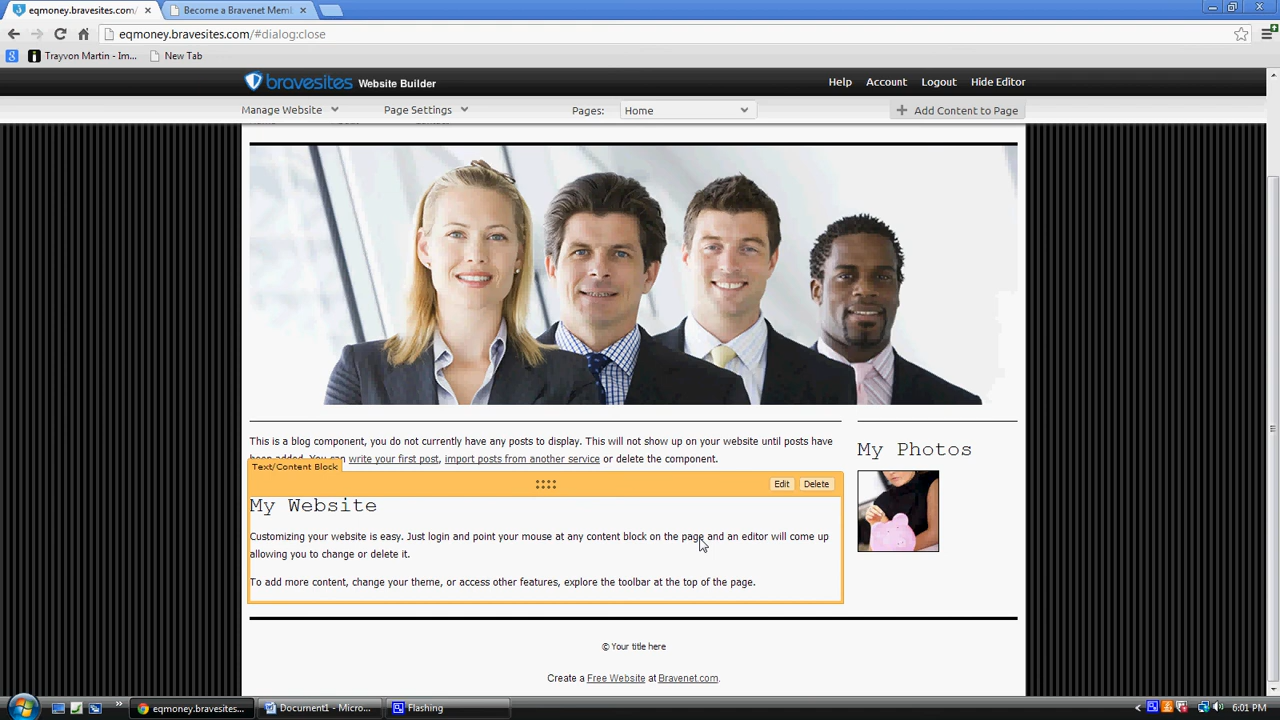 eqmoney.bravesites.com/
Become a Bravenet Memb
eqmoney.bravesites.com/#dialog:close
Trayvon Martin - Im...
New Tab
bravesites Website Builder
Help Account Logout Hide Editor
Manage Website Page Settings Pages: Home + Add Content to Page
This is a blog component, you do not currently have any posts to display. This will not show up on your website until posts have
been added. You can write your first post, import posts from another service or delete the component.
My Photos
Text/Content Block
Edit Delete
My Website
Customizing your website is easy. Just login and point your mouse at any content block on the page and an editor will come up
allowing you to change or delete it.
To add more content, change your theme, or access other features, explore the toolbar at the top of the page.
© Your title here
Create a Free Website at Bravenet.com.
eqmoney.bravesites...
Document1 - Micro...
Flashing
6:01 PM